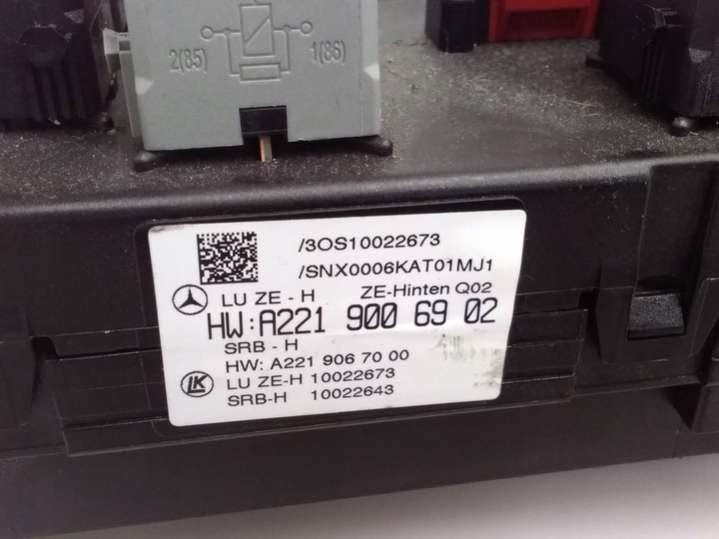 2(85) 1(86)
/3OS10022673
/SNX0006KAT01MJ1
LU ZE - H ZE-Hinten Q02
HW: A221 900 69 02
SRB - H
HW: A221 906 70 00
LK LU ZE-H 10022673
SRB-H 10022643